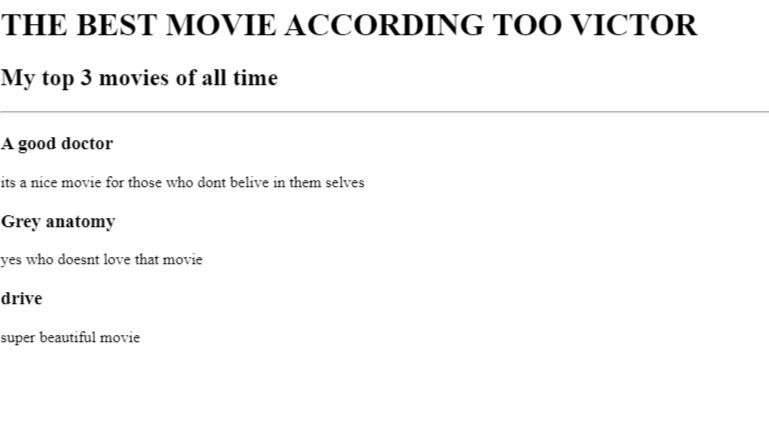 THE BEST MOVIE ACCORDING TOO VICTOR
My top 3 movies of all time
A good doctor
its a nice movie for those who dont belive in them selves
Grey anatomy
yes who doesnt love that movie
drive
super beautiful movie